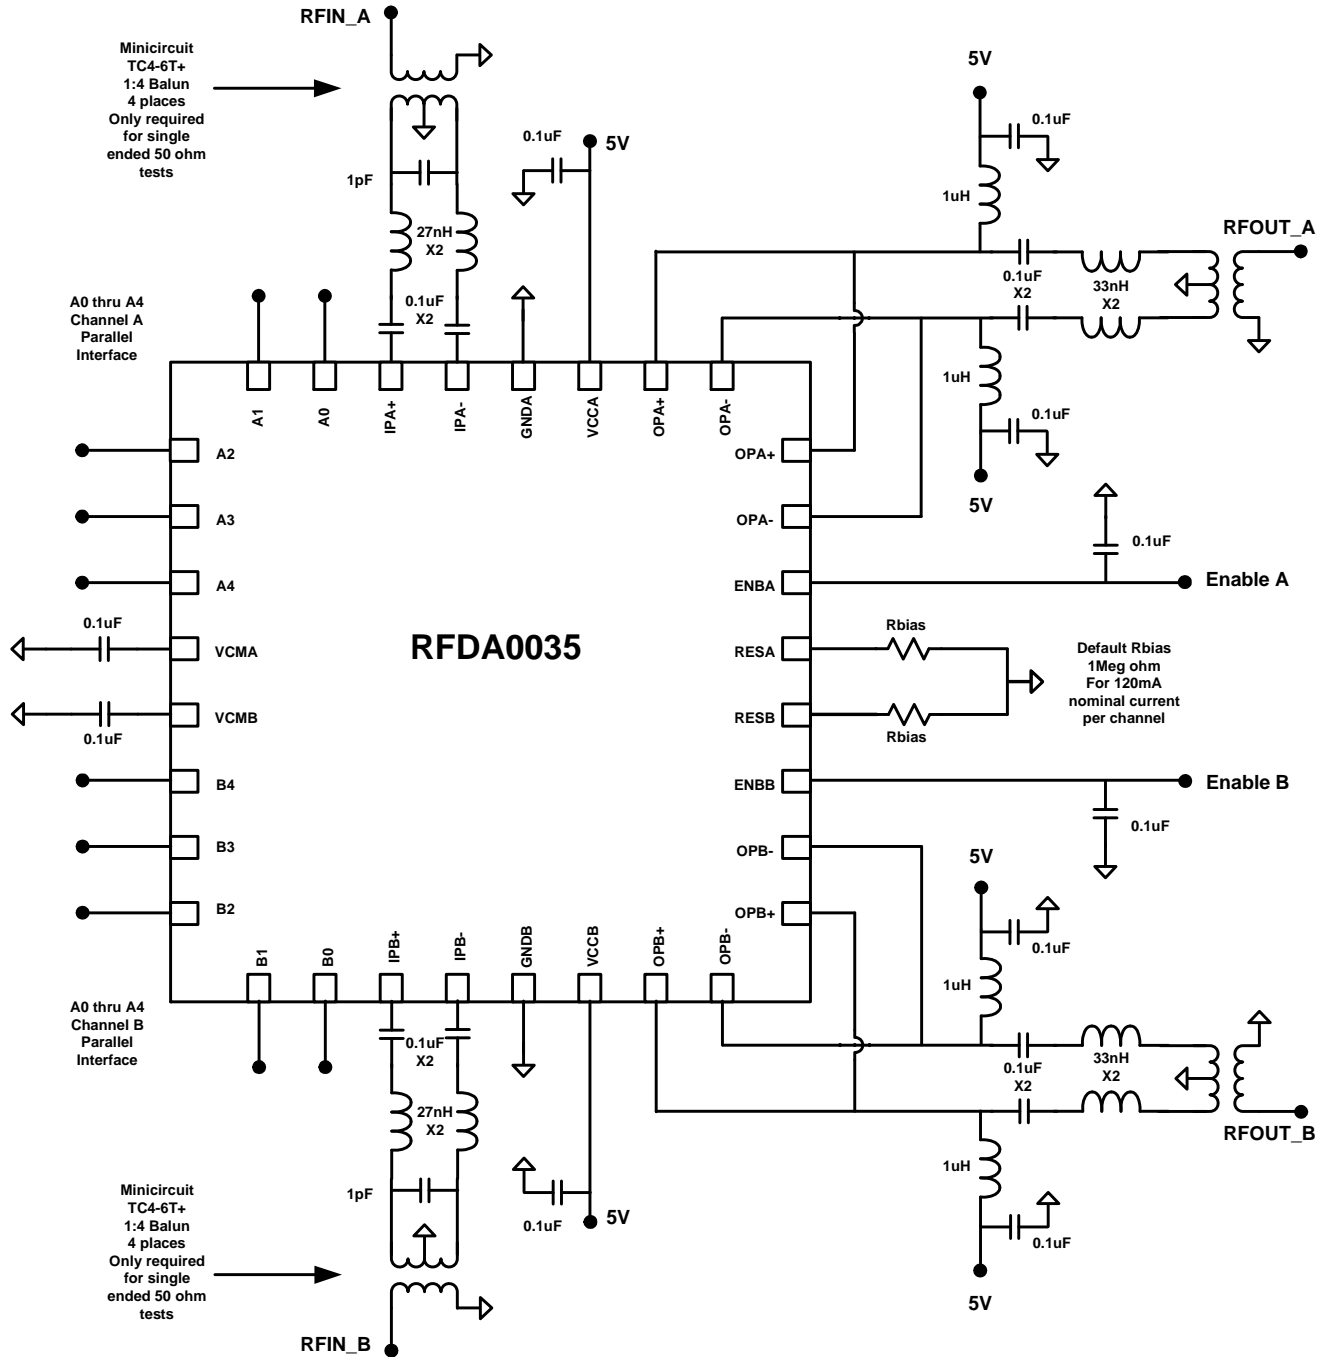 RFIN_A
Minicircuit
TC4-6T+
1:4 Balun
4 places
Only required
for single
ended 50 ohm
tests
5V
0.1uF
0.1uF
5V
1pF
1uH
27nH
X2
RFOUT_A
0.1uF
X2
33nH
X2
0.1uF
X2
A0 thru A4
Channel A
Parallel
Interface
1uH
A1
A0
IPA+
IPA-
GNDA
VCCA
OPA+
OPA-
0.1uF
A2
OPA+
5V
A3
OPA-
0.1uF
A4
ENBA
Enable A
0.1uF
VCMA
RFDA0035
RESA
Rbias
Default Rbias
1Meg ohm
For 120mA
nominal current
per channel
VCMB
0.1uF
RESB
Rbias
B4
ENBB
Enable B
0.1uF
B3
OPB-
5V
B2
OPB+
B1
B0
IPB+
IPB-
GNDB
VCCB
OPB+
OPB-
0.1uF
1uH
A0 thru A4
Channel B
Parallel
Interface
0.1uF
X2
0.1uF
X2
33nH
X2
27nH
X2
RFOUT_B
1uH
1pF
Minicircuit
TC4-6T+
1:4 Balun
4 places
Only required
for single
ended 50 ohm
tests
0.1uF
5V
0.1uF
5V
RFIN_B